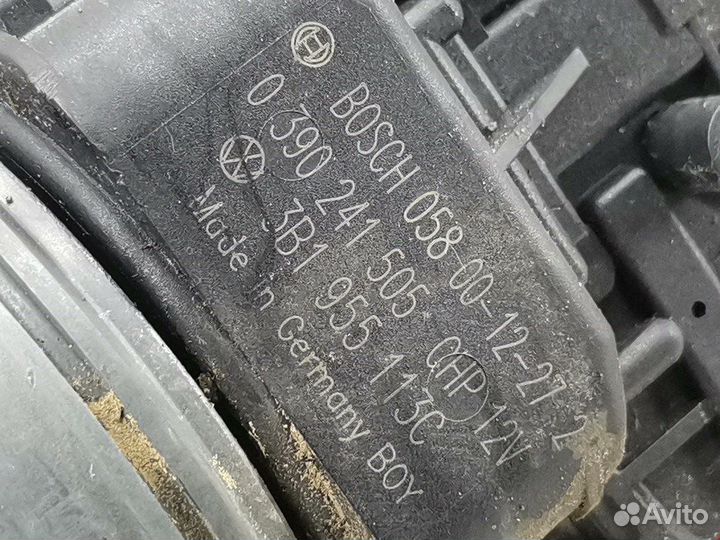 BOSCH 058-00-12-27 2
0 390 241 505 CHP 12V
3B1 955 113C
Made in Germany BOY
Avito